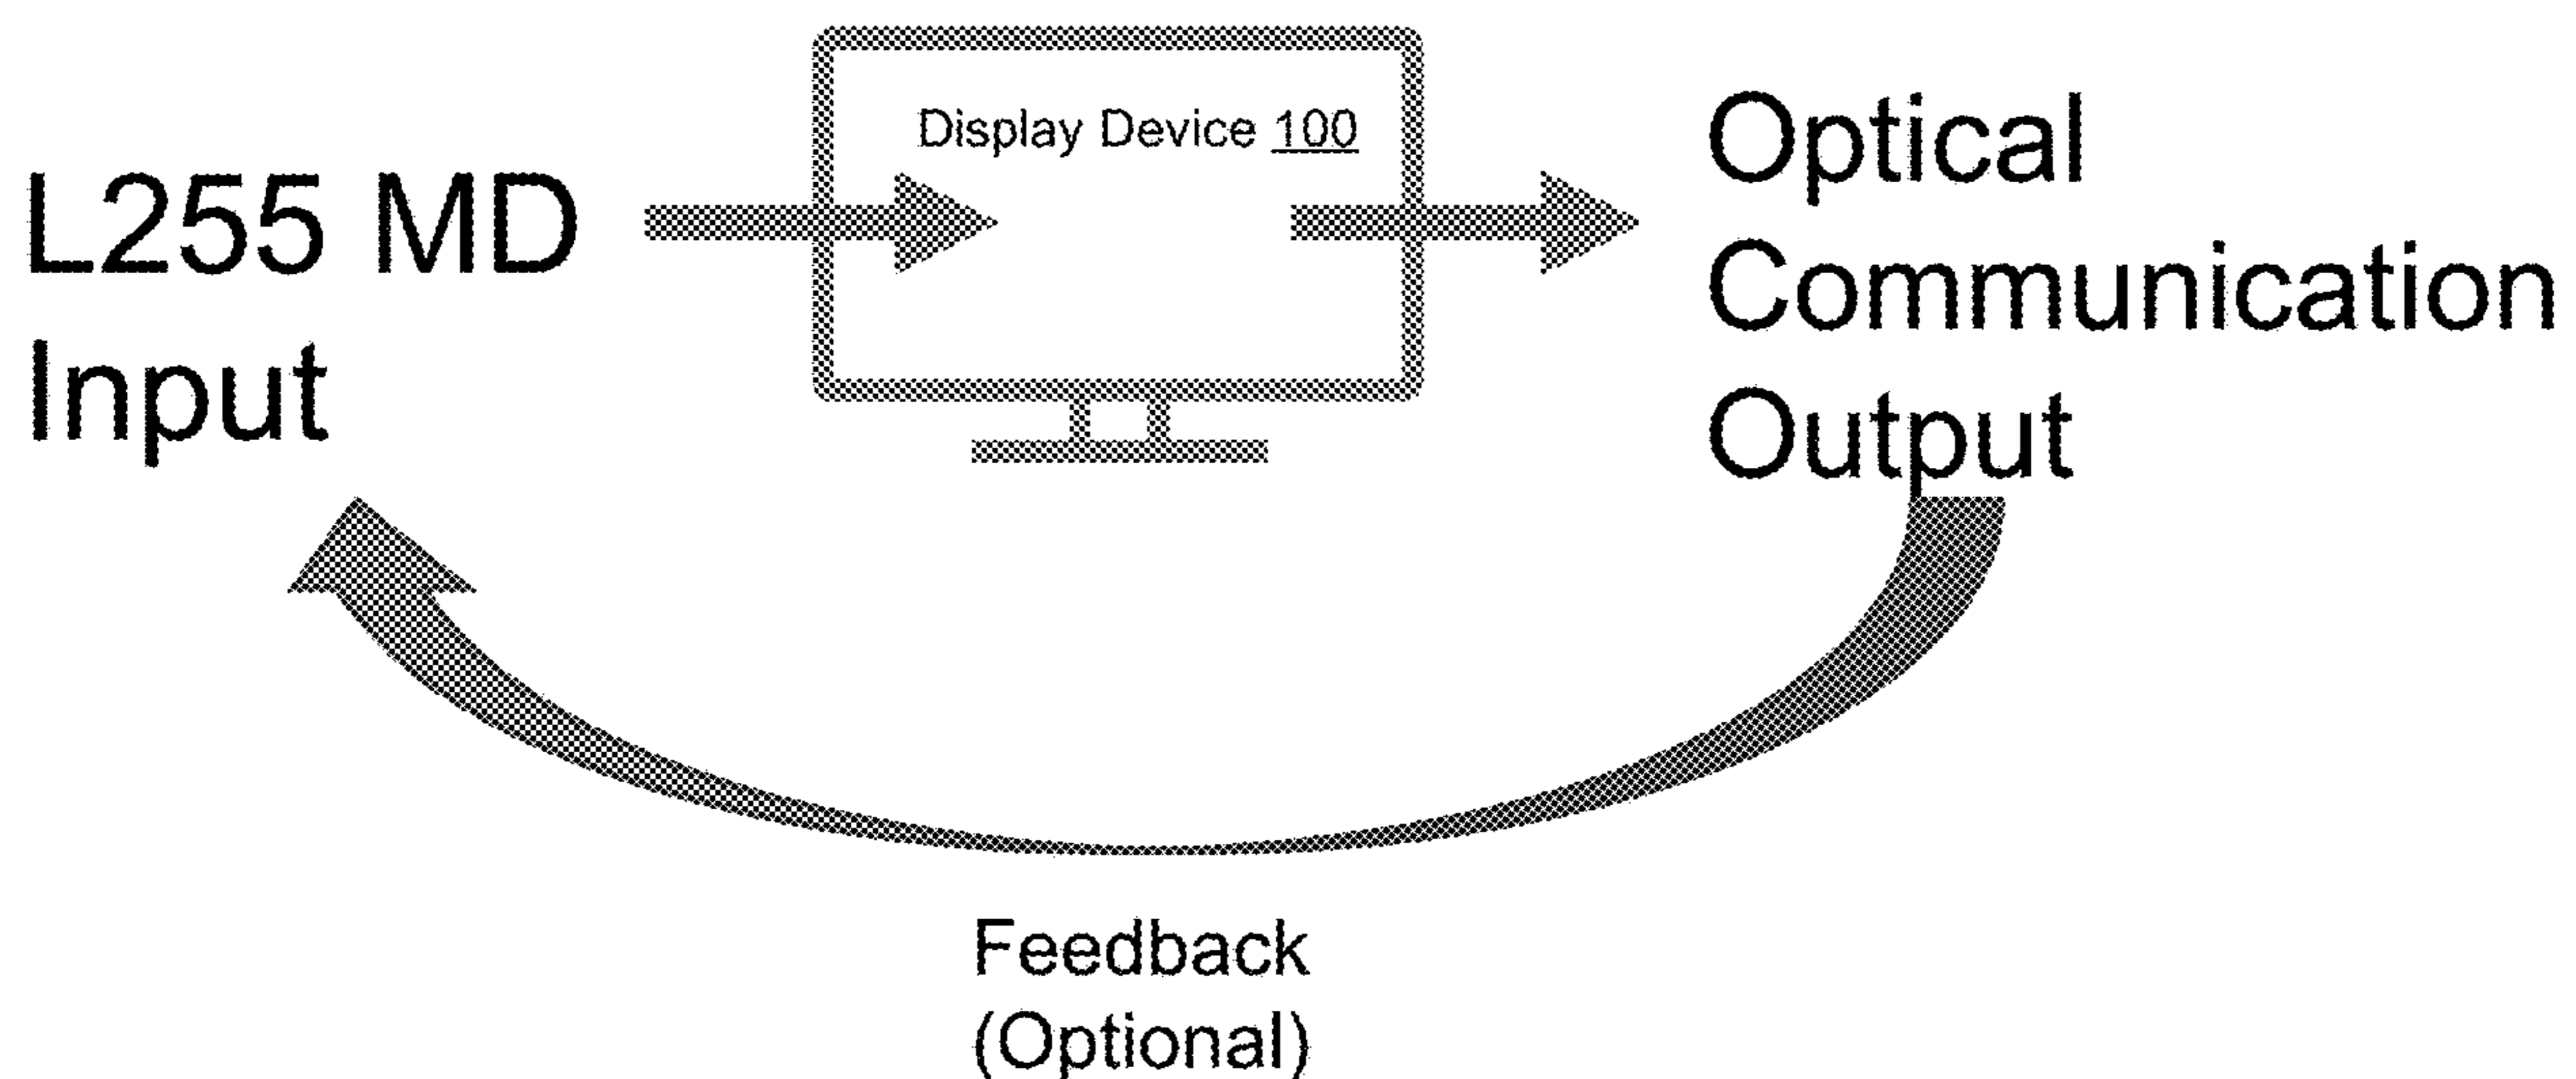 Display Device 100
L255 MD
Input
Optical
Communication
Output
Feedback
(Optional)